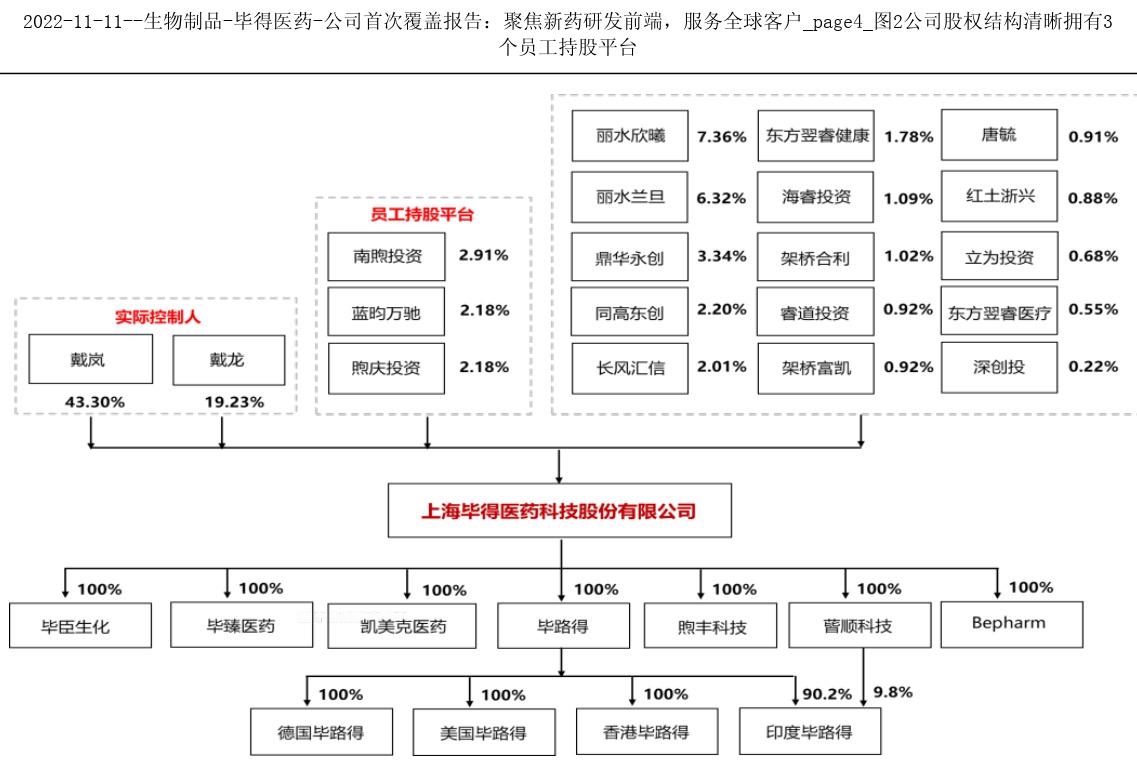 2022-11-11--生物制品-毕得医药-公司首次覆盖报告：聚焦新药研发前端，服务全球客户_page4_图2公司股权结构清晰拥有3
个员工持股平台
丽水欣曦 7.36% 东方翌睿健康 1.78% 唐毓 0.91%
丽水兰旦 6.32% 海睿投资 1.09% 红土浙兴 0.88%
鼎华永创 3.34% 架桥合利 1.02% 立为投资 0.68%
同高东创 2.20% 睿道投资 0.92% 东方翌睿医疗 0.55%
长风汇信 2.01% 架桥富凯 0.92% 深创投 0.22%
员工持股平台
南煦投资 2.91%
蓝昀万驰 2.18%
煦庆投资 2.18%
实际控制人
戴岚 戴龙
43.30% 19.23%
上海毕得医药科技股份有限公司
100% 100% 100% 100% 100% 100% 100%
毕臣生化 毕臻医药 凯美克医药 毕路得 煦丰科技 蒈顺科技 Bepharm
100% 100% 100% 90.2% 9.8%
德国毕路得 美国毕路得 香港毕路得 印度毕路得